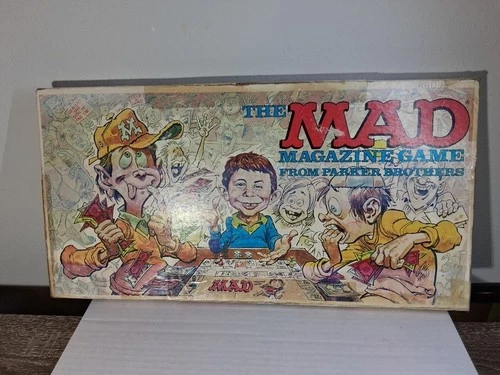 THE MAD
MAGAZINE GAME
FROM PARKER BROTHERS
M
MAD